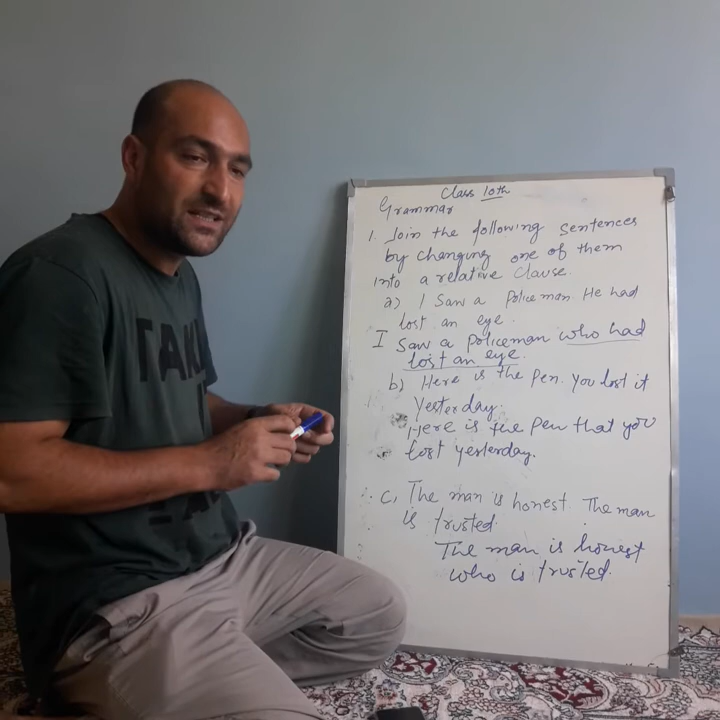 Class 10th
Grammar
1. Join the following sentences
by changing one of them
into a relative Clause.
a) I Saw a Policeman. He had
lost an eye.
I Saw a Policeman who had
lost an eye.
b) Here is the Pen. You lost it
Yesterday.
Here is the Pen that you
lost yesterday.
C, The man is honest. The man
is trusted.
The man is honest
who is trusted.